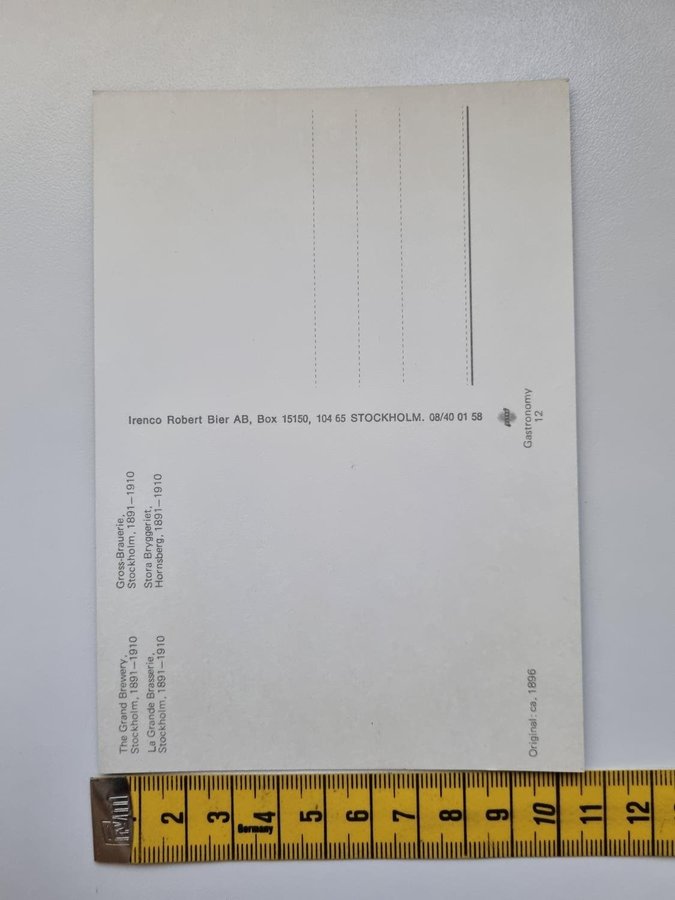 The Grand Brewery,
Stockholm, 1891–1910
La Grande Brasserie,
Stockholm, 1891–1910
Gross-Brauerie,
Stockholm, 1891–1910
Stora Bryggeriet,
Hornsberg, 1891–1910
Irenco Robert Bier AB, Box 15150, 104 65 STOCKHOLM. 08/40 01 58
Gastronomy
12
Original: ca. 1896
2 3 4 5 6 7 8 9 10 11 12
Germany